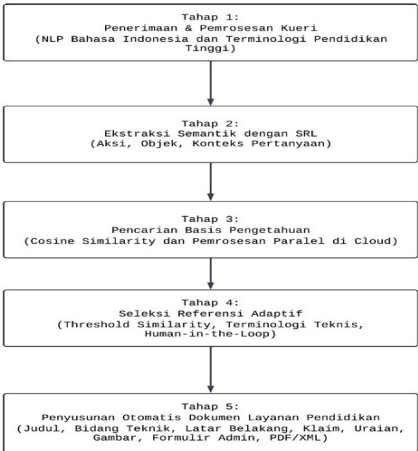 Tahap 1:
Penerimaan & Pemrosesan Kueri
(NLP Bahasa Indonesia dan Terminologi Pendidikan
Tinggi)
Tahap 2:
Ekstraksi Semantik dengan SRL
(Aksi, Objek, Konteks Pertanyaan)
Tahap 3:
Pencarian Basis Pengetahuan
(Cosine Similarity dan Pemrosesan Paralel di Cloud)
Tahap 4:
Seleksi Referensi Adaptif
(Threshold Similarity, Terminologi Teknis,
Human-in-the-Loop)
Tahap 5:
Penyusunan Otomatis Dokumen Layanan Pendidikan
(Judul, Bidang Teknik, Latar Belakang, Klaim, Uraian,
Gambar, Formulir Admin, PDF/XML)